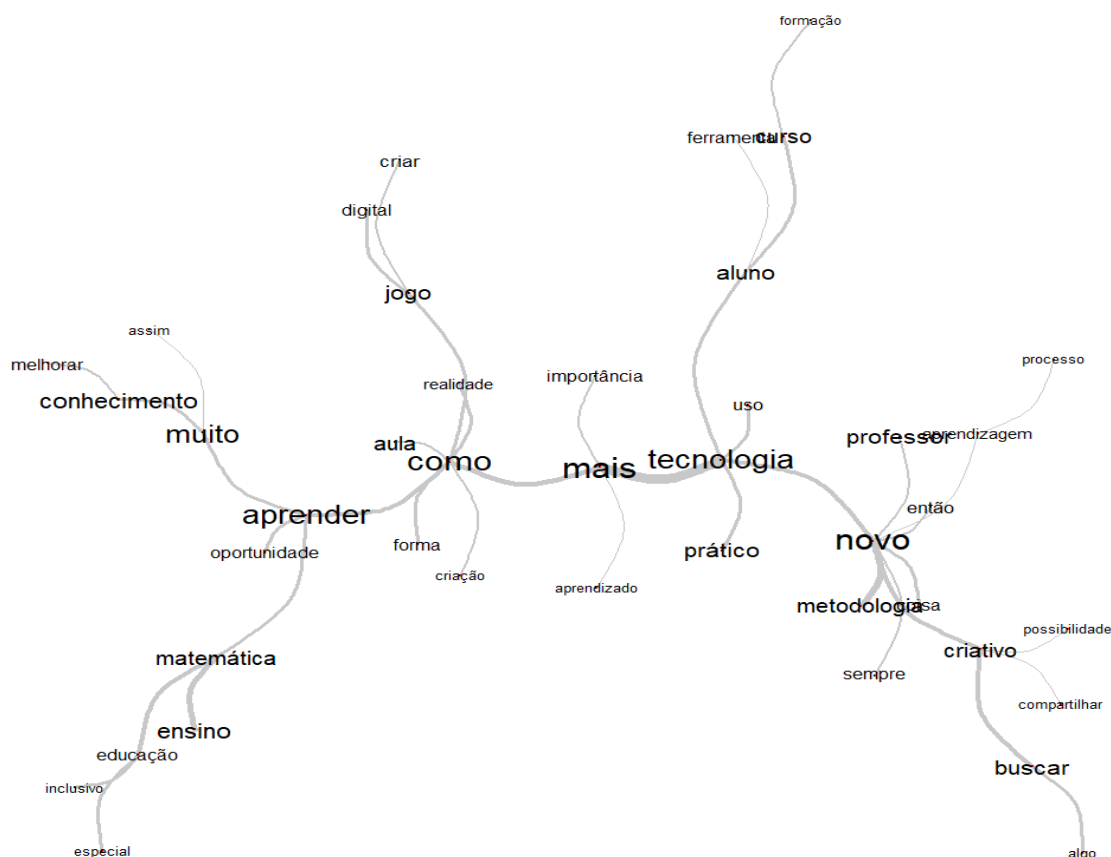 formação
ferramenta
curso
criar
digital
aluno
jogo
assim
melhorar
processo
importância
realidade
conhecimento
uso
muito
professor
aprendizagem
aula
como
mais
tecnologia
então
aprender
novo
oportunidade
forma
prático
criação
aprendizado
metodologia
coisa
possibilidade
matemática
criativo
sempre
compartilhar
ensino
educação
buscar
inclusivo
especial
algo